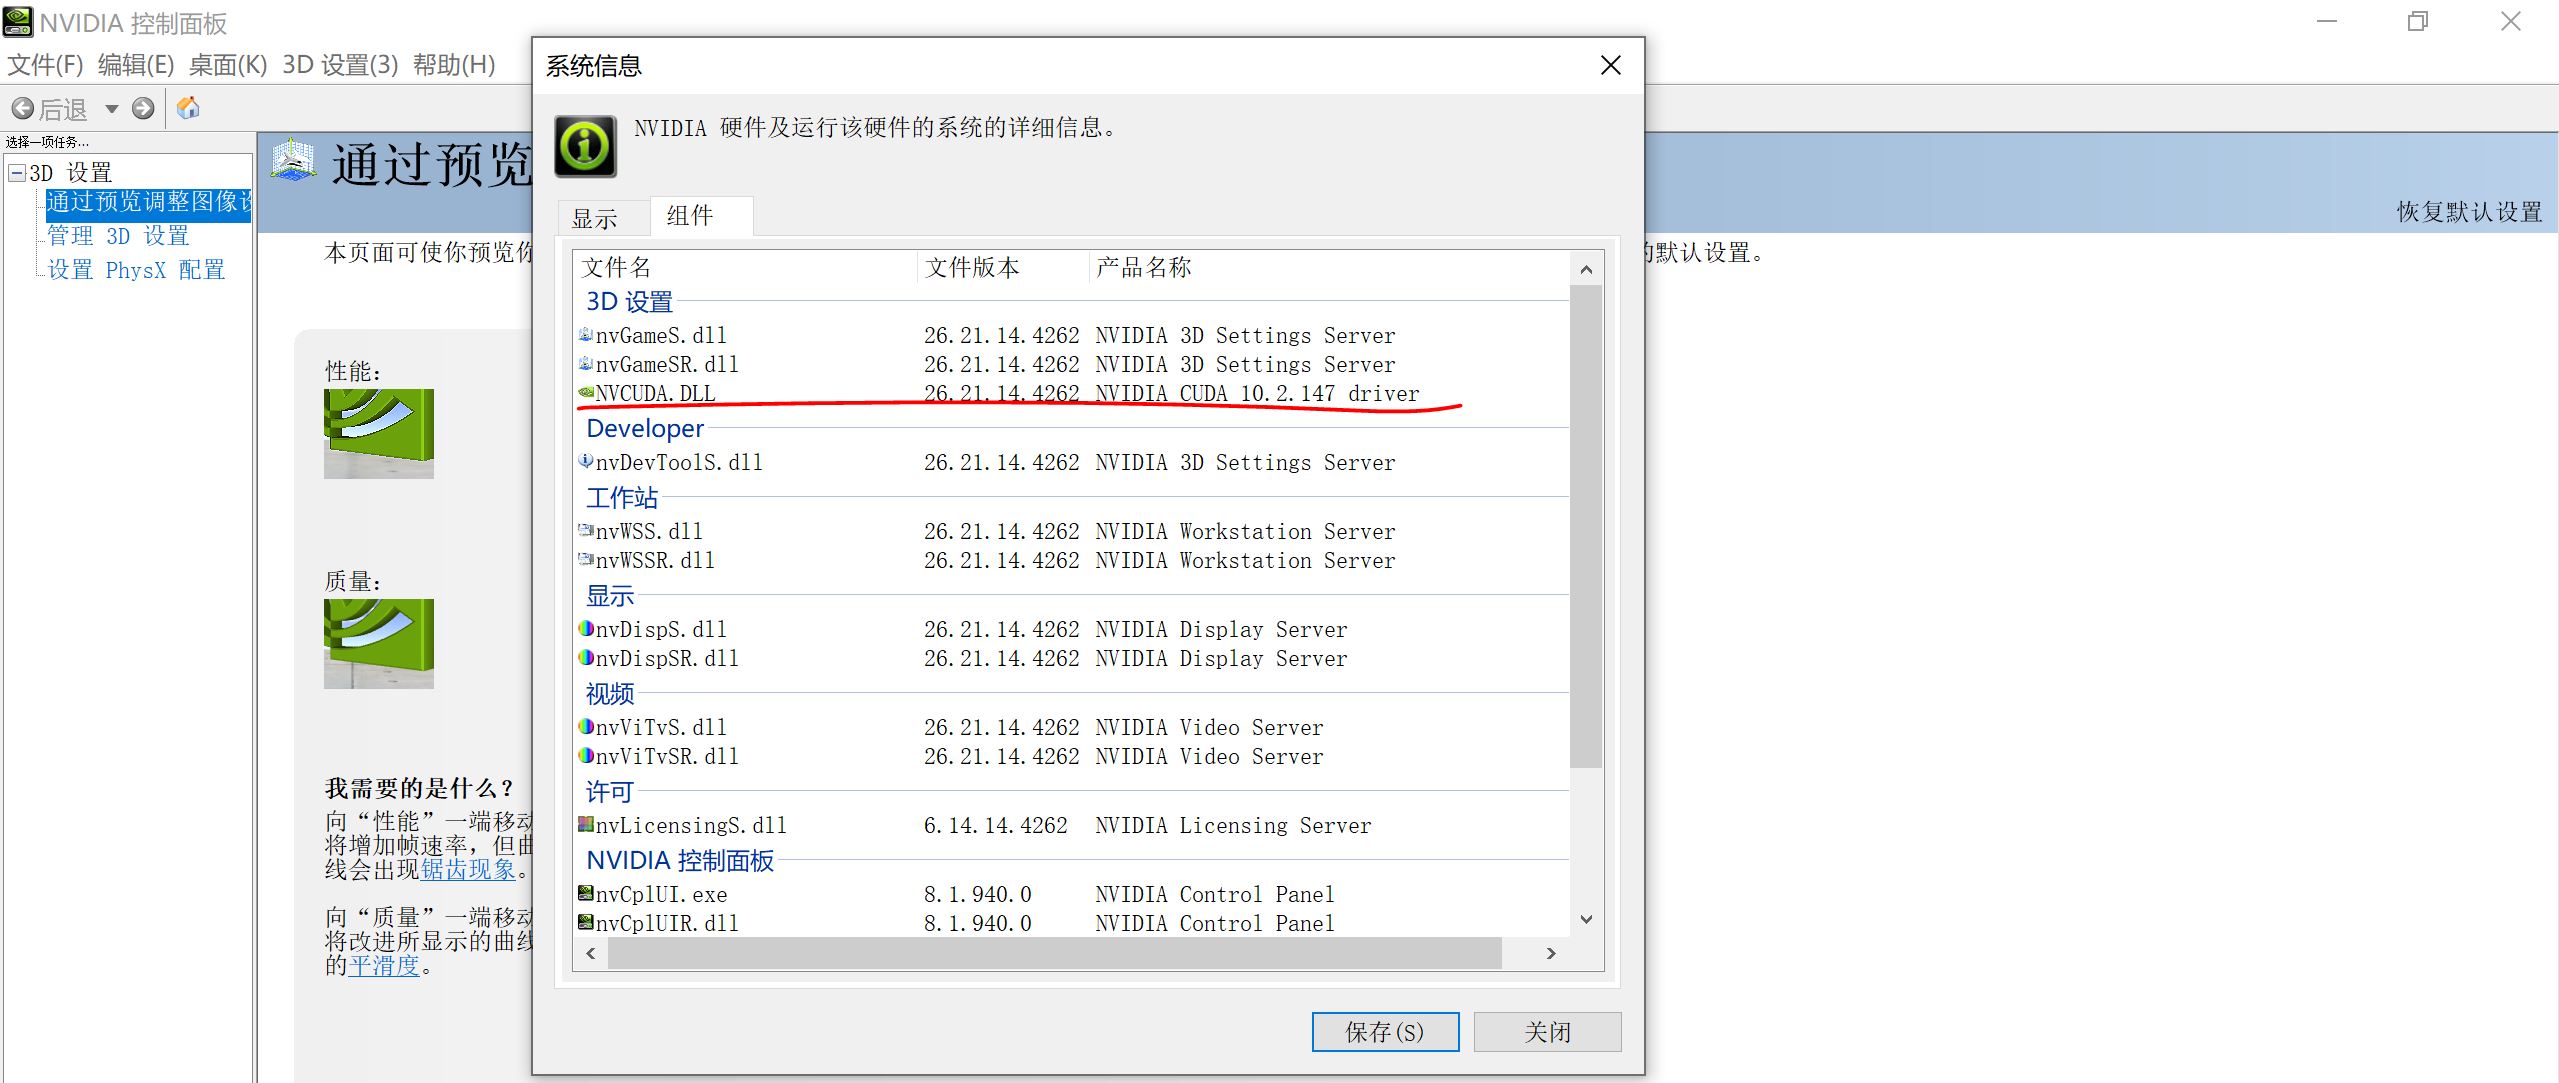 NVIDIA 控制面板
文件(F) 编辑(E) 桌面(K) 3D 设置(3) 帮助(H)
后退
选择一项任务...
3D 设置
通过预览调整图像设
管理 3D 设置
设置 PhysX 配置
通过预览
恢复默认设置
本页面可使你预览你
的默认设置。
性能：
质量：
我需要的是什么？
向“性能”一端移动
将增加帧速率，但曲
线会出现锯齿现象。
向“质量”一端移动
将改进所显示的曲线
的平滑度。
系统信息
NVIDIA 硬件及运行该硬件的系统的详细信息。
显示 组件
文件名 文件版本 产品名称
3D 设置
nvGameS.dll 26.21.14.4262 NVIDIA 3D Settings Server
nvGameSR.dll 26.21.14.4262 NVIDIA 3D Settings Server
NVCUDA.DLL 26.21.14.4262 NVIDIA CUDA 10.2.147 driver
Developer
nvDevToolS.dll 26.21.14.4262 NVIDIA 3D Settings Server
工作站
nvWSS.dll 26.21.14.4262 NVIDIA Workstation Server
nvWSSR.dll 26.21.14.4262 NVIDIA Workstation Server
显示
nvDispS.dll 26.21.14.4262 NVIDIA Display Server
nvDispSR.dll 26.21.14.4262 NVIDIA Display Server
视频
nvViTvS.dll 26.21.14.4262 NVIDIA Video Server
nvViTvSR.dll 26.21.14.4262 NVIDIA Video Server
许可
nvLicensingS.dll 6.14.14.4262 NVIDIA Licensing Server
NVIDIA 控制面板
nvCplUI.exe 8.1.940.0 NVIDIA Control Panel
nvCplUIR.dll 8.1.940.0 NVIDIA Control Panel
保存(S) 关闭